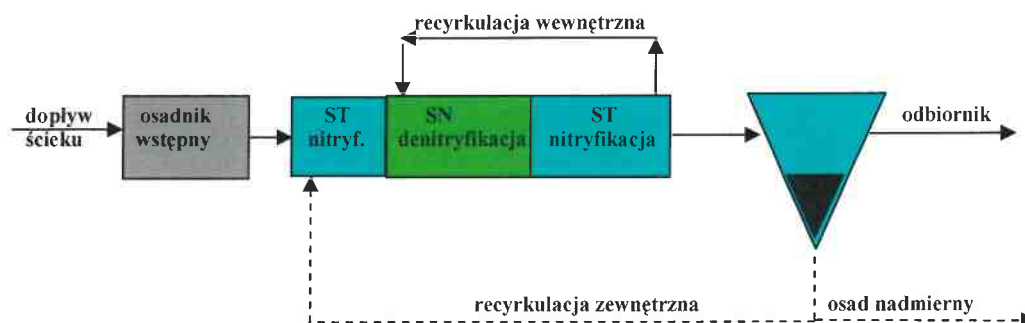 recyrkulacja wewnętrzna
dopływ
ścieku
osadnik
wstępny
ST
nitryf.
SN
denitryfikacja
ST
nitryfikacja
odbiornik
recyrkulacja zewnętrzna
osad nadmierny